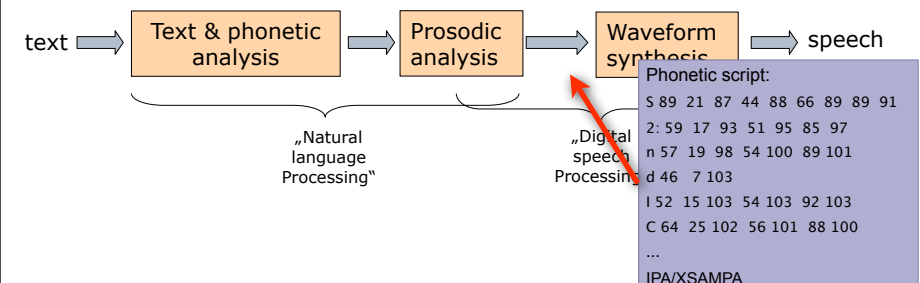 text
Text & phonetic
analysis
Prosodic
analysis
Waveform
synthesis
speech
„Natural
language
Processing“
„Digital
speech
Processing
Phonetic script:
S 89 21 87 44 88 66 89 89 91
2: 59 17 93 51 95 85 97
n 57 19 98 54 100 89 101
d 46 7 103
I 52 15 103 54 103 92 103
C 64 25 102 56 101 88 100
...
IPA/XSAMPA